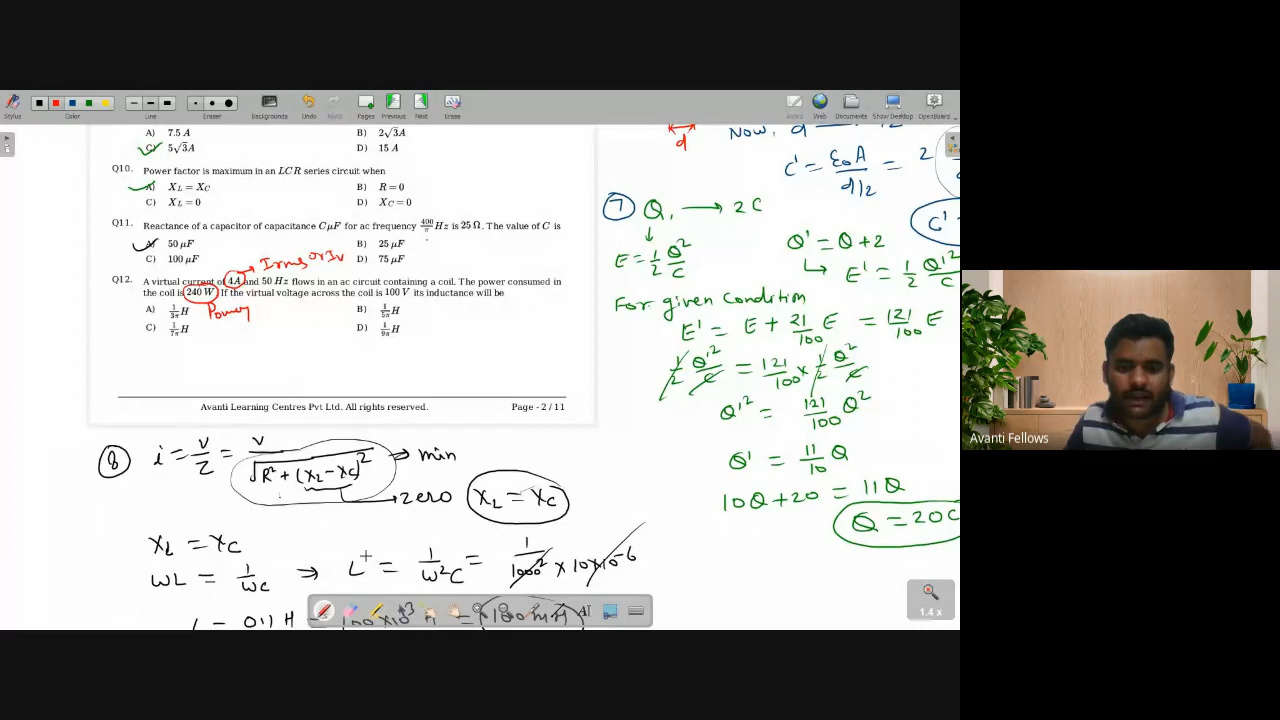 Stylus
Color
Line
Backgrounds
Undo
Redo
Pages
Previous
Next
Erase
Board
Web
Documents
Show Desktop
OpenBoard
A) 7.5 A
B) 2√3A
C) 5√3A
D) 15 A
Q10. Power factor is maximum in an LCR series circuit when
A) X_L = X_C
B) R = 0
C) X_L = 0
D) X_C = 0
Q11. Reactance of a capacitor of capacitance CμF for ac frequency 400/π Hz is 25 Ω. The value of C is
A) 50 μF
B) 25 μF
C) 100 μF
D) 75 μF
Irms or Iv
Q12. A virtual current of 4A and 50 Hz flows in an ac circuit containing a coil. The power consumed in
the coil is 240 W. If the virtual voltage across the coil is 100 V its inductance will be
Power
A) 1/3π H
B) 1/5π H
C) 1/7π H
D) 1/9π H
Avanti Learning Centres Pvt Ltd. All rights reserved.
Page - 2 / 11
d
Now, d
C' = ε₀A / d/2 = 2
C'
7 Q, → 2C
E = 1/2 Q²/C
Q' = Q + 2
E' = 1/2 Q'²/C
For given condition
E' = E + 21/100 E = 121/100 E
1/2 Q'²/C = 121/100 × 1/2 Q²/C
Q'² = 121/100 Q²
Q' = 11/10 Q
10Q + 20 = 11Q
Q = 20C
8 i = V/Z = V / √R² + (X_L - X_C)² → min
→ zero
X_L = X_C
X_L = X_C
WL = 1/WC ⇒ L = 1/W²C = 1/1000² × 10×10⁻⁶
L = 0.1 H = 100×10⁻³ H = 100 mH
1.4 x
Avanti Fellows